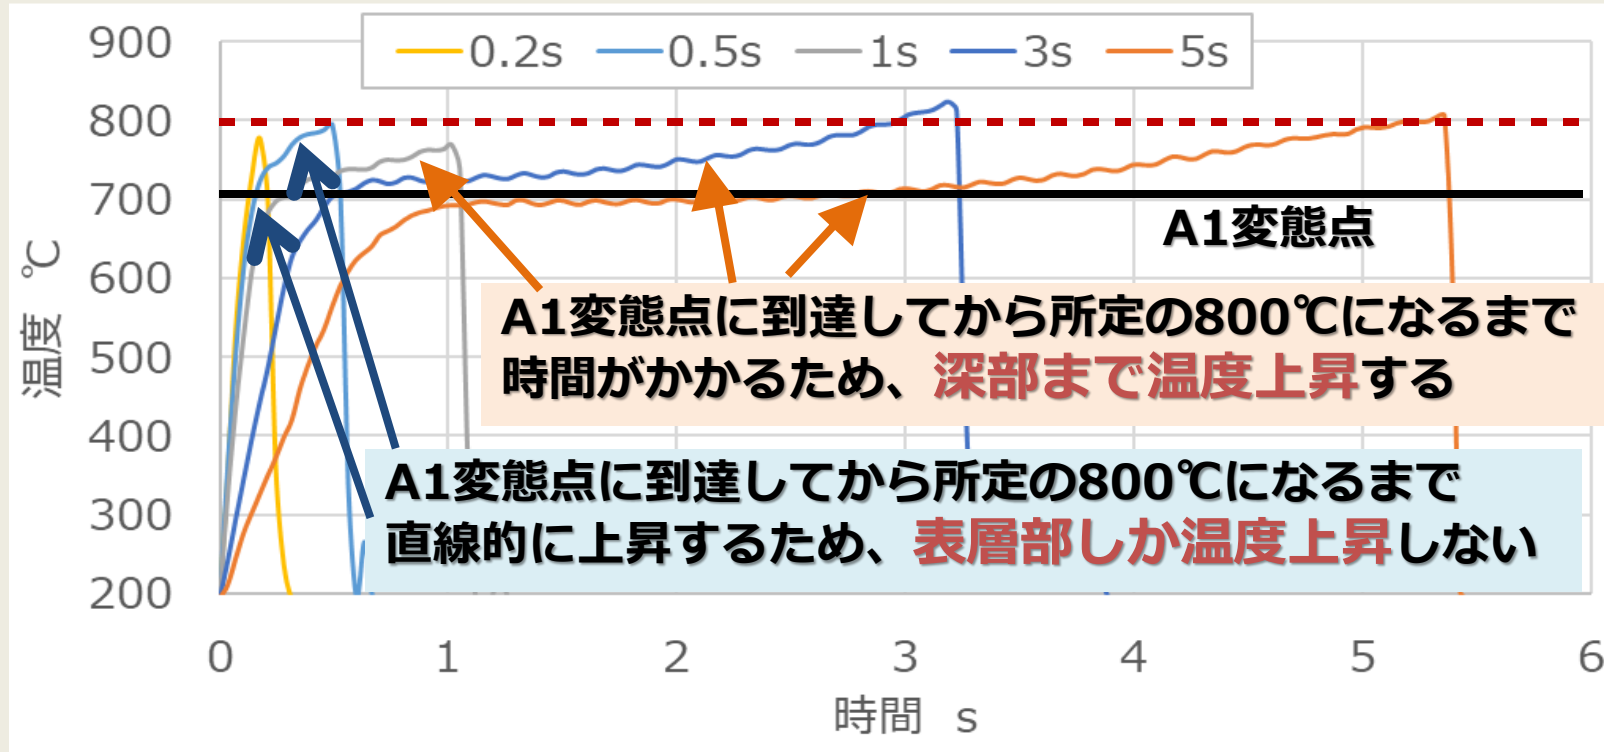 0.2s 0.5s 1s 3s 5s
900
800
700
600
500
400
300
200
温度 ℃
A1変態点
A1変態点に到達してから所定の800℃になるまで
時間がかかるため、深部まで温度上昇する
A1変態点に到達してから所定の800℃になるまで
直線的に上昇するため、表層部しか温度上昇しない
0 1 2 3 4 5 6
時間 s